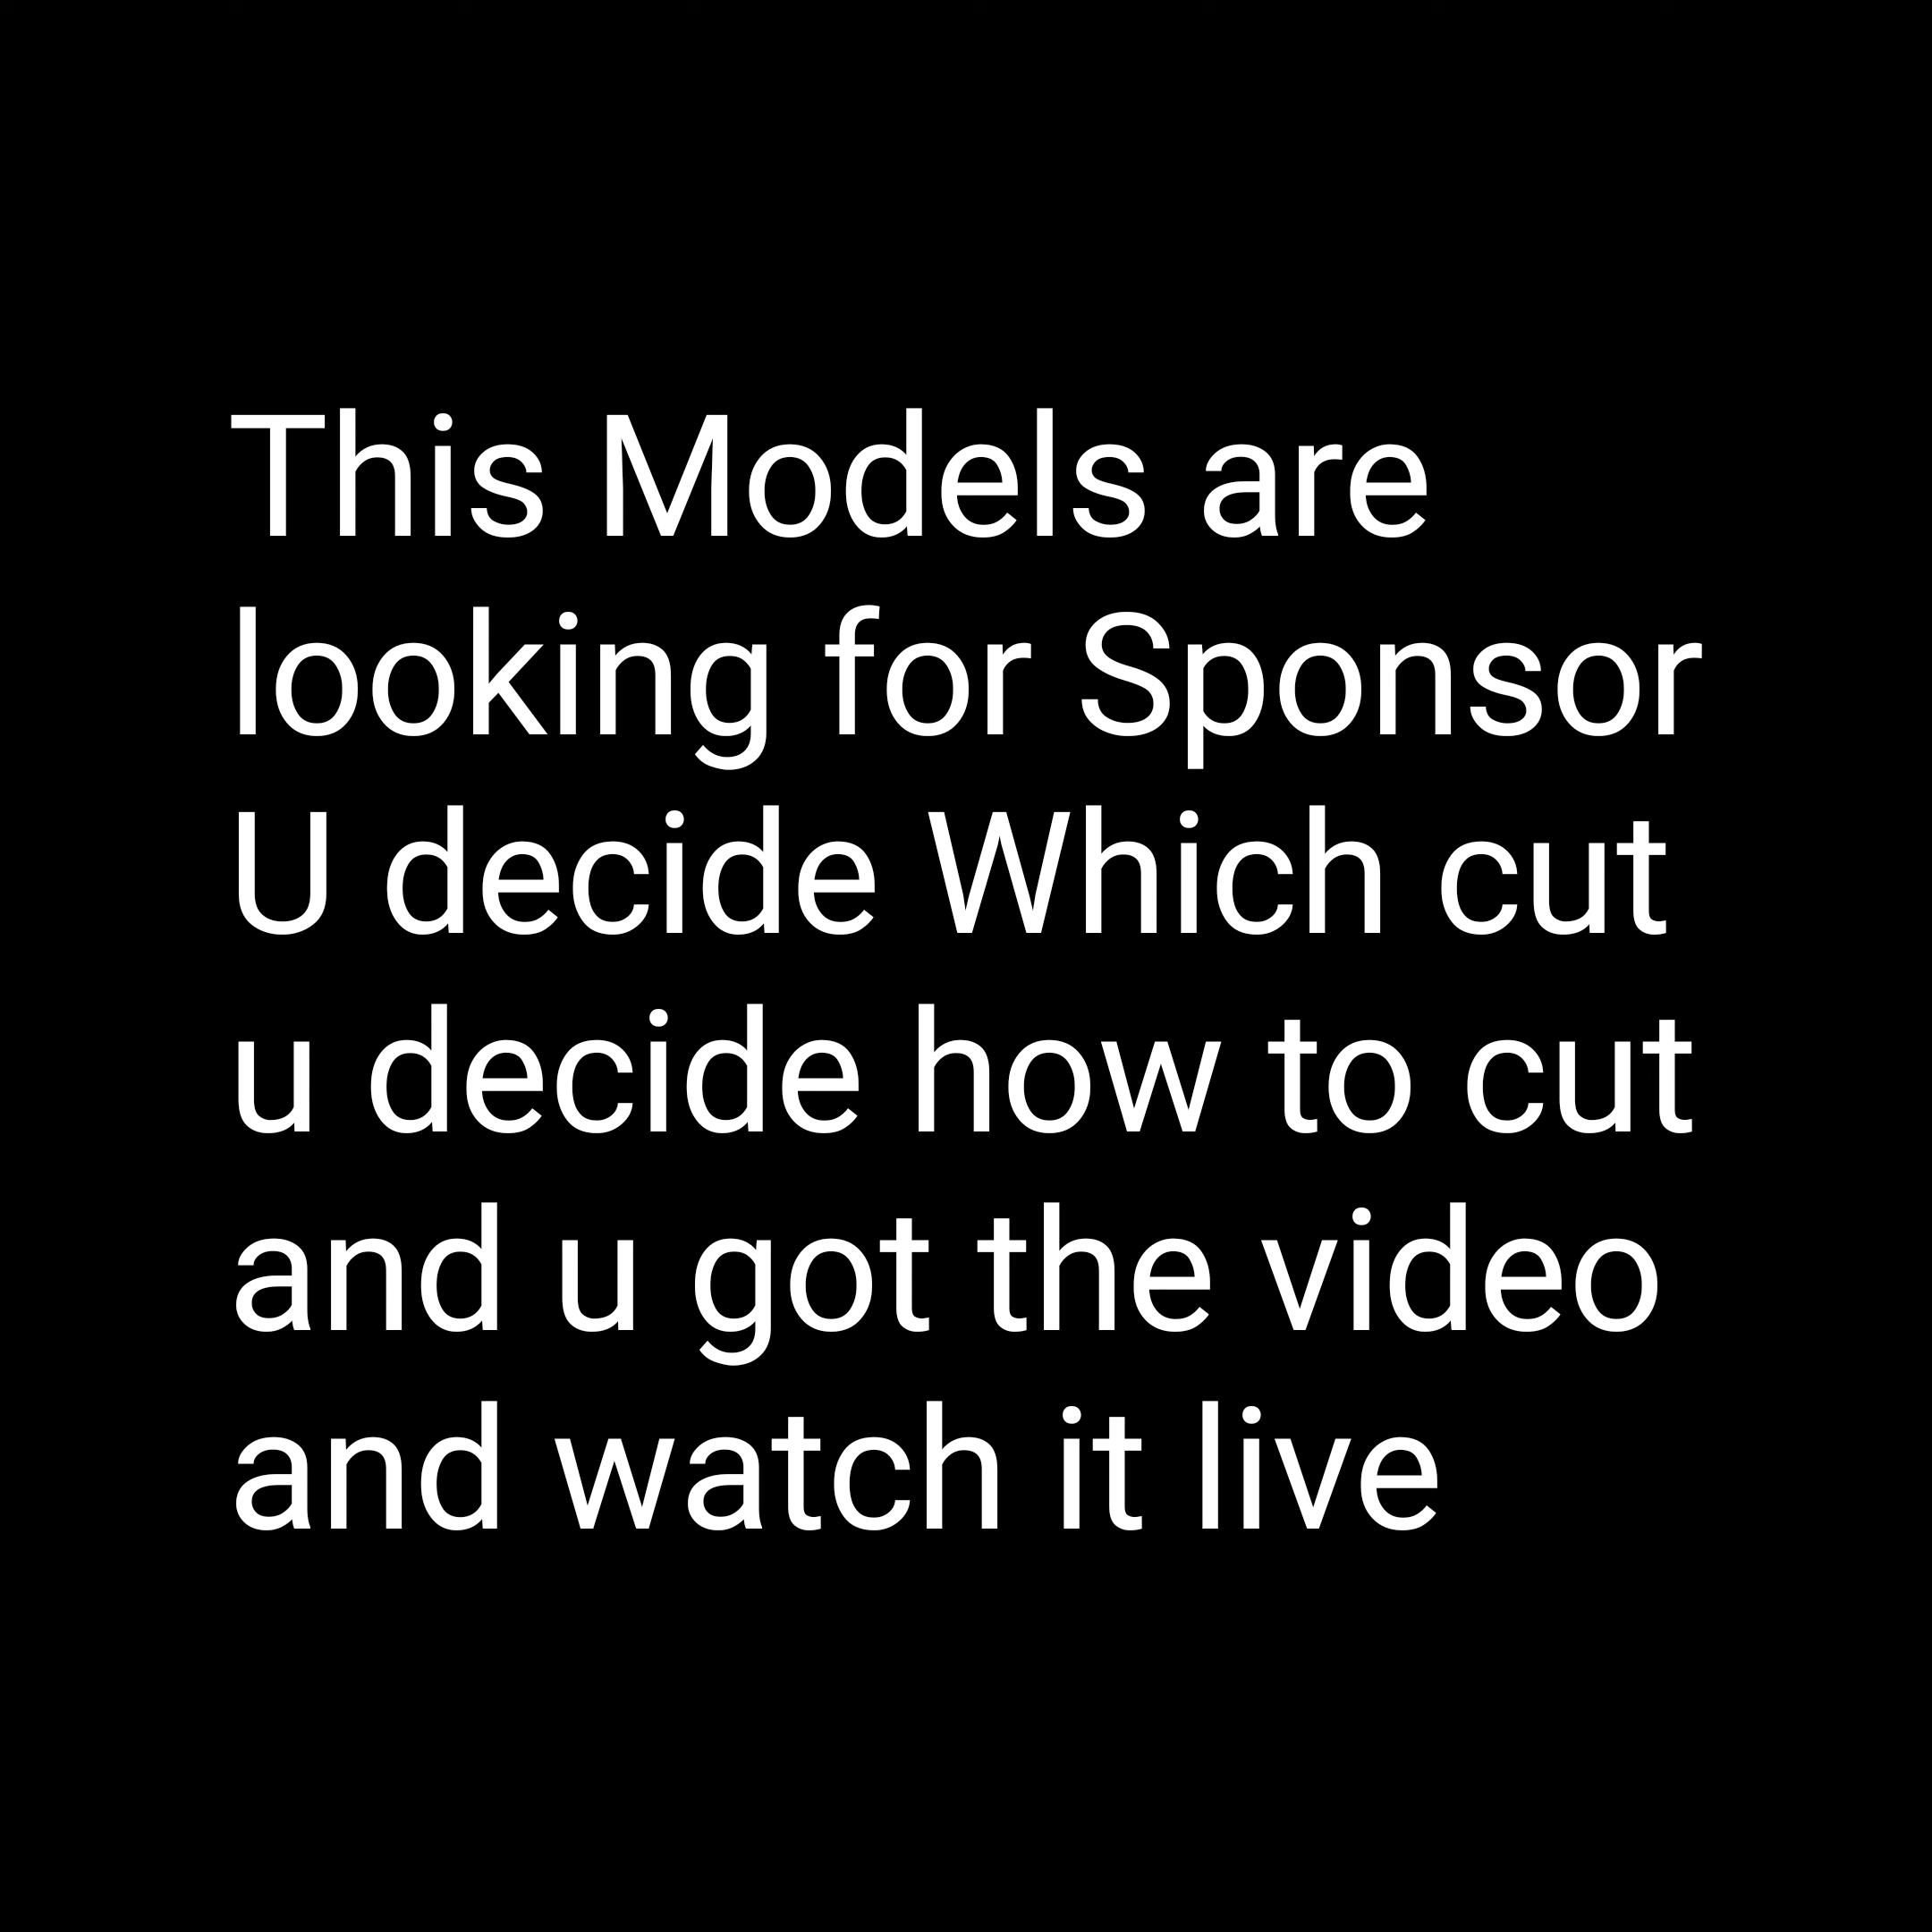 This Models are
looking for Sponsor
U decide Which cut
u decide how to cut
and u gott the video
and watch it live